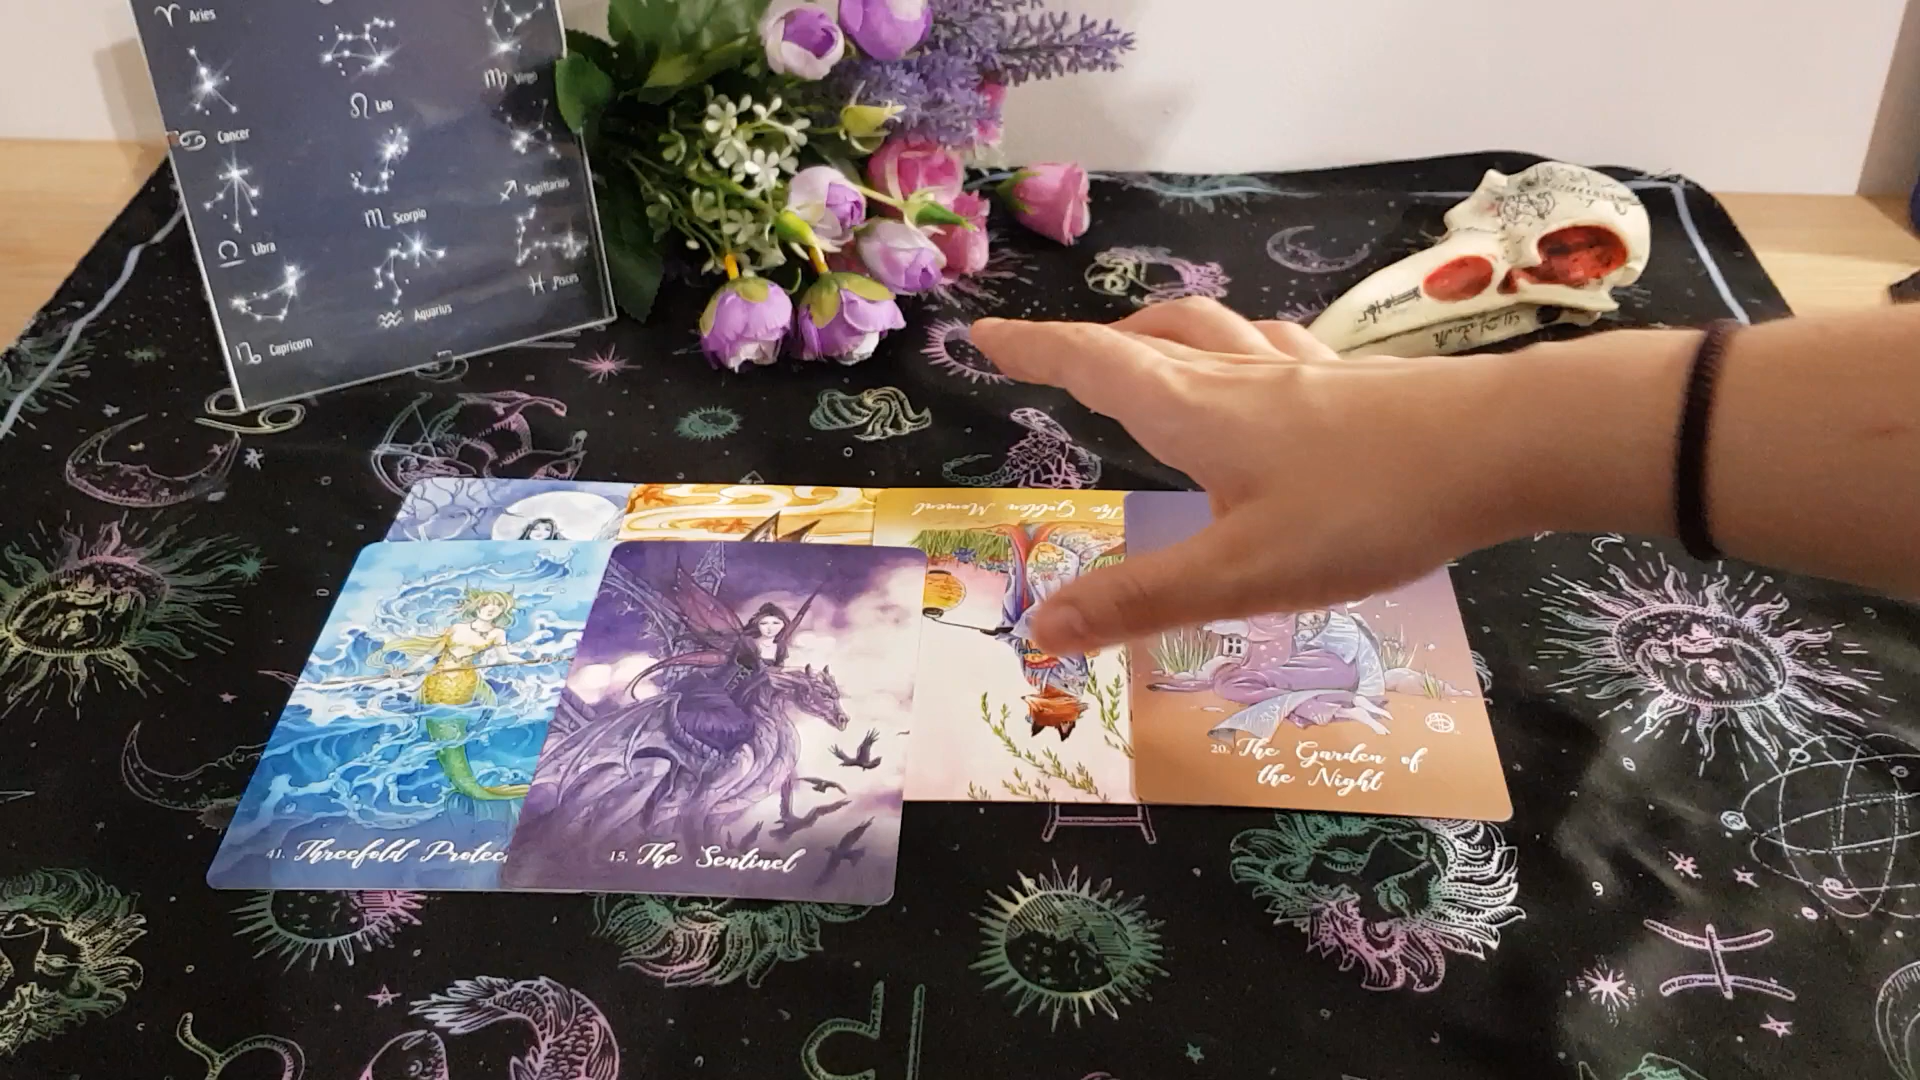 ♈ Aries
♍ Virgo
♌ Leo
♋ Cancer
♐ Sagittarius
♏ Scorpio
♎ Libra
♓ Pisces
♒ Aquarius
♑ Capricorn
The Golden Moment
20. The Garden of
the Night
41. Threefold Protec
15. The Sentinel